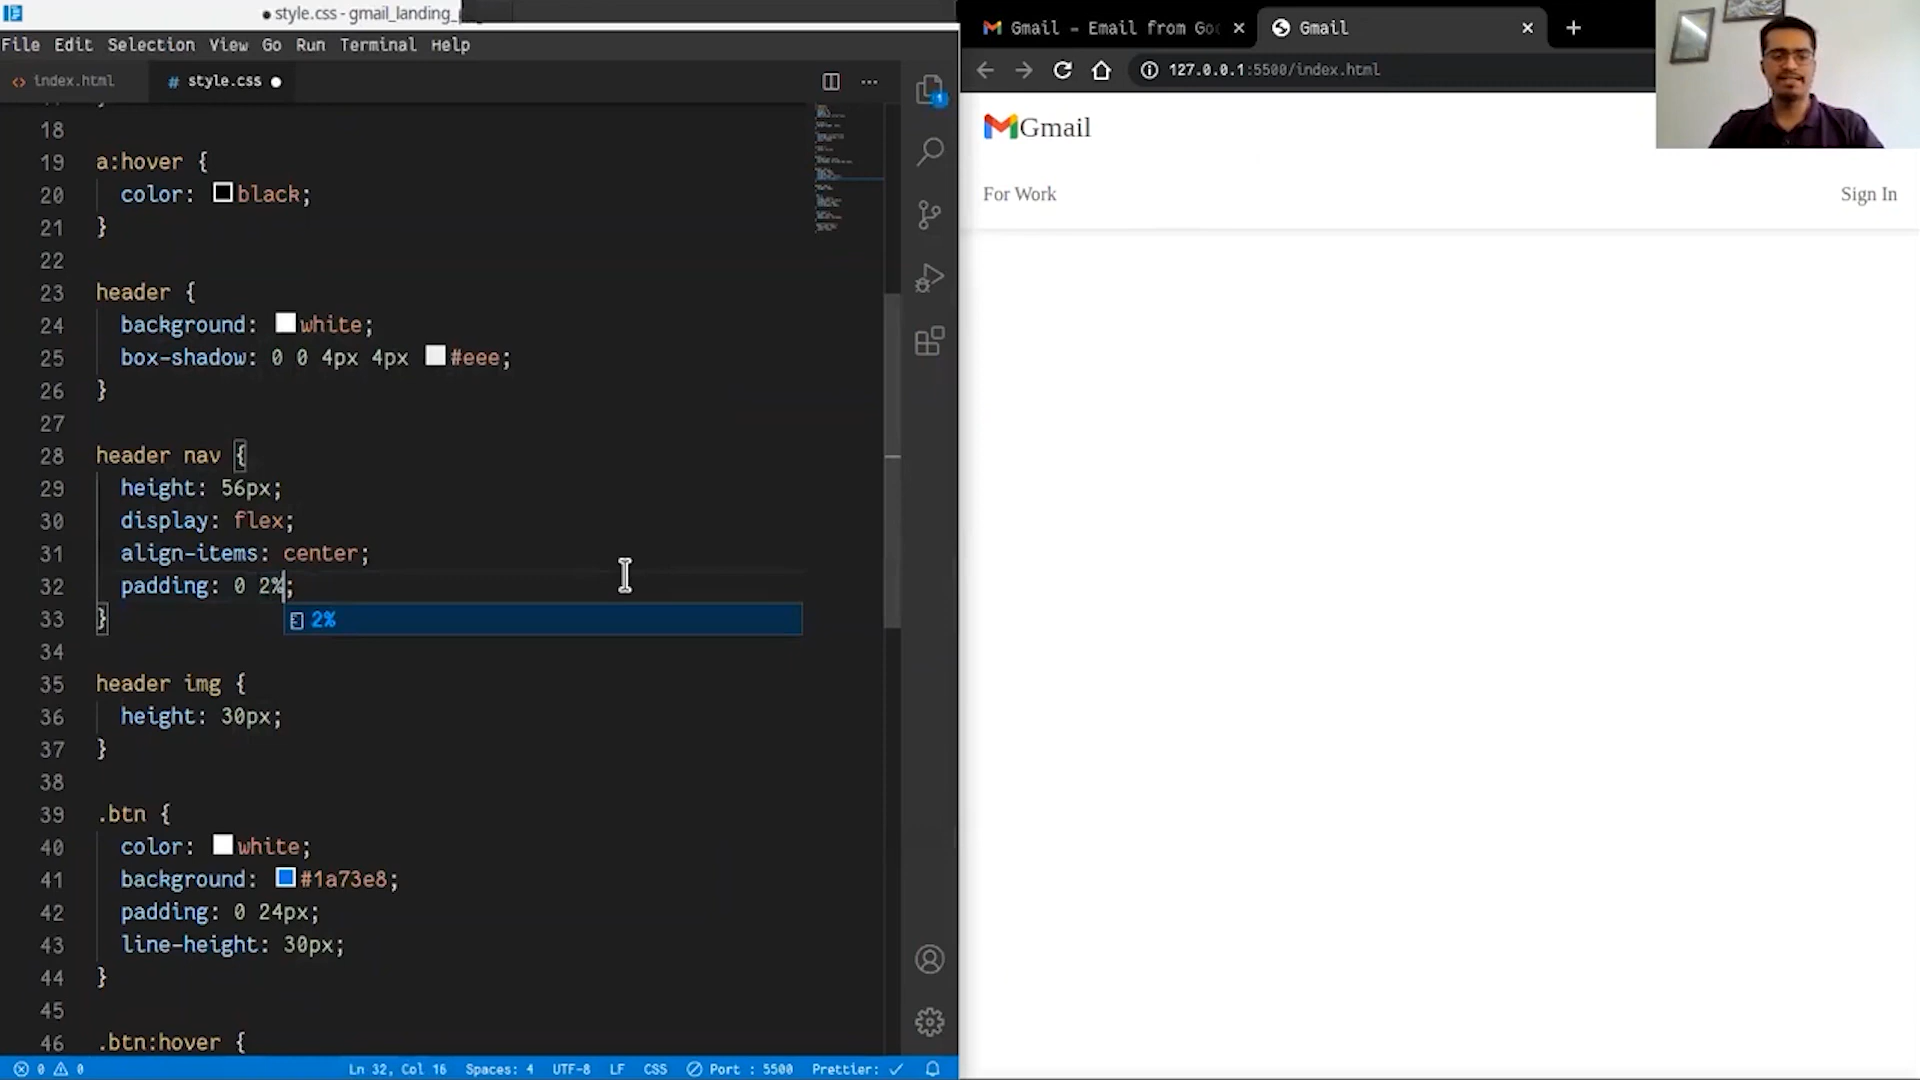 style.css - gmail_landing_
File Edit Selection View Go Run Terminal Help
index.html
# style.css
18
19 a:hover {
20 color: black;
21 }
22
23 header {
24 background: white;
25 box-shadow: 0 0 4px 4px #eee;
26 }
27
28 header nav {
29 height: 56px;
30 display: flex;
31 align-items: center;
32 padding: 0 2%;
33 }
2%
34
35 header img {
36 height: 30px;
37 }
38
39 .btn {
40 color: white;
41 background: #1a73e8;
42 padding: 0 24px;
43 line-height: 30px;
44 }
45
46 .btn:hover {
1
0 0 Ln 32, Col 16 Spaces: 4 UTF-8 LF CSS Port : 5500 Prettier: ✓
Gmail - Email from Goo
Gmail
127.0.0.1:5500/index.html
Gmail
For Work
Sign In